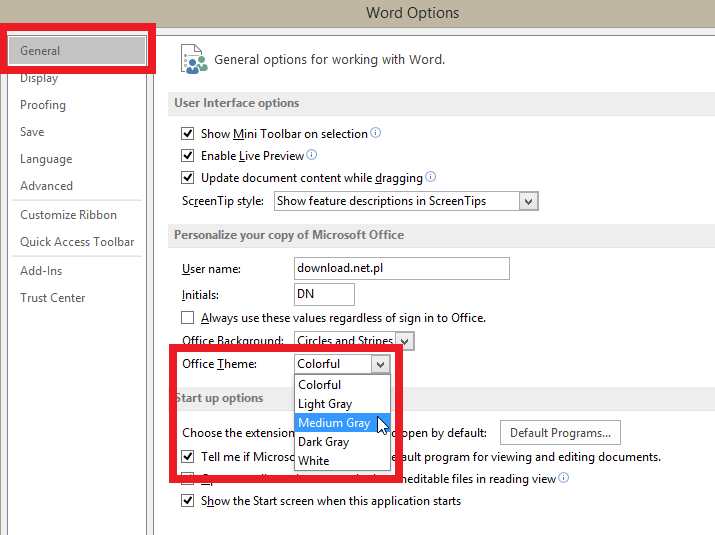 Word Options
General
Display
Proofing
Save
Language
Advanced
Customize Ribbon
Quick Access Toolbar
Add-Ins
Trust Center
General options for working with Word.
User Interface options
Show Mini Toolbar on selection
Enable Live Preview
Update document content while dragging
ScreenTip style: Show feature descriptions in ScreenTips
Personalize your copy of Microsoft Office
User name: download.net.pl
Initials: DN
Always use these values regardless of sign in to Office.
Office Background: Circles and Stripes
Office Theme: Colorful
Colorful
Light Gray
Medium Gray
Dark Gray
White
Start up options
Choose the extension open by default: Default Programs...
Tell me if Micros default program for viewing and editing documents.
uneditable files in reading view
Show the Start screen when this application starts